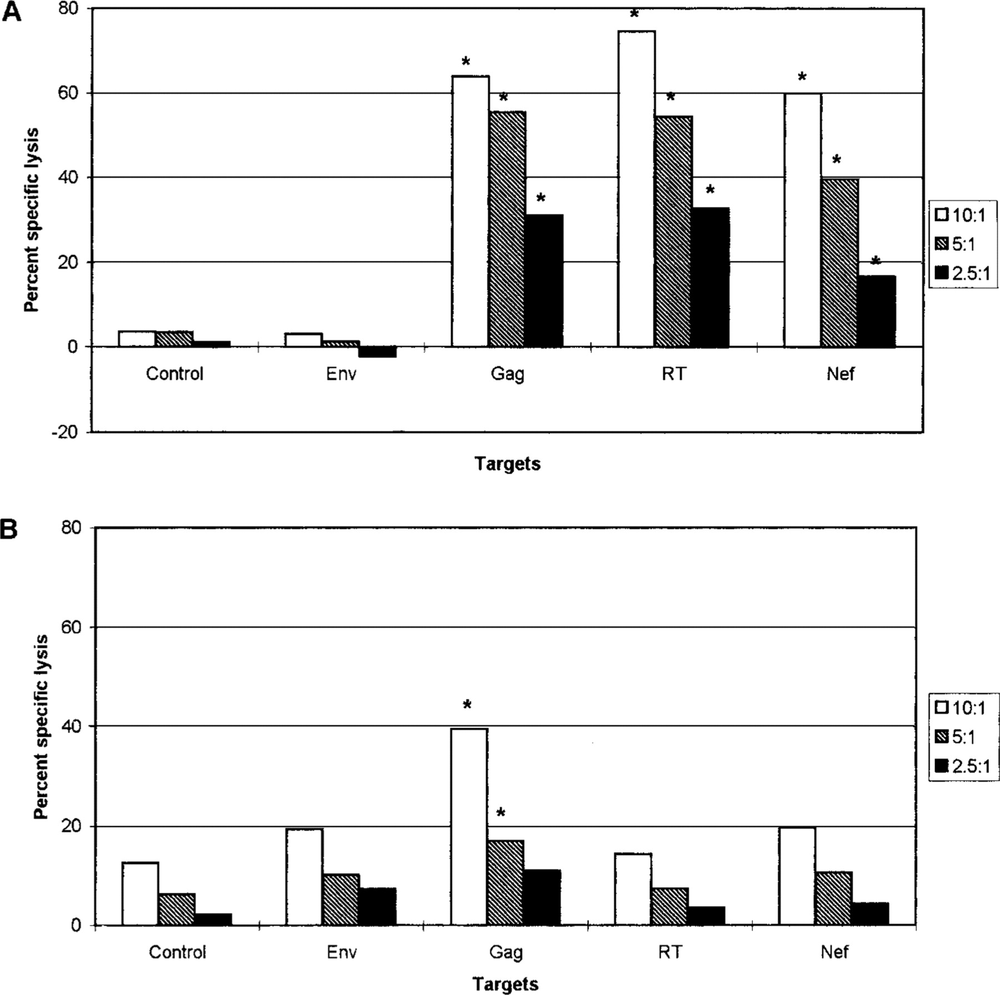 A
80
60
40
20
0
-20
Percent specific lysis
* * * * * * * * *
Control Env Gag RT Nef
Targets
10:1
5:1
2.5:1
B
80
60
40
20
0
Percent specific lysis
* *
Control Env Gag RT Nef
Targets
10:1
5:1
2.5:1